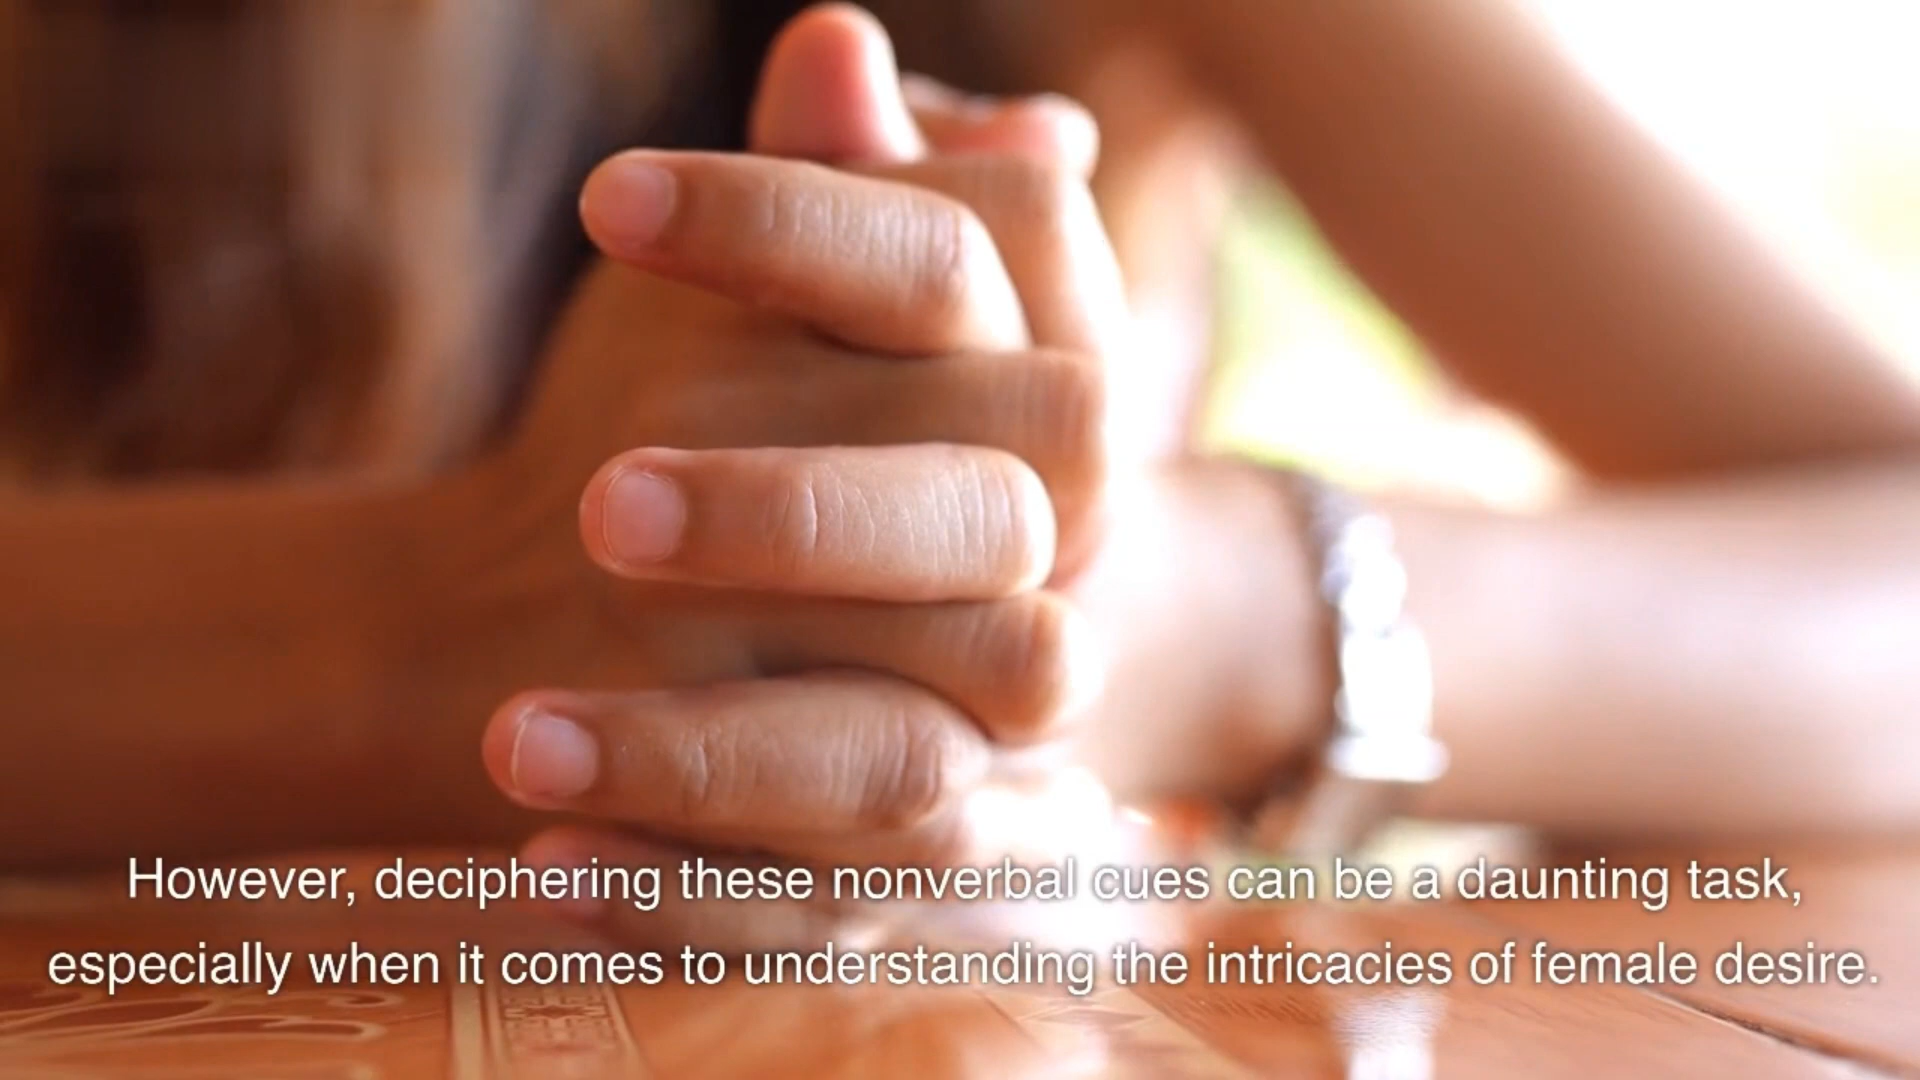 However, deciphering these nonverbal cues can be a daunting task,
especially when it comes to understanding the intricacies of female desire.